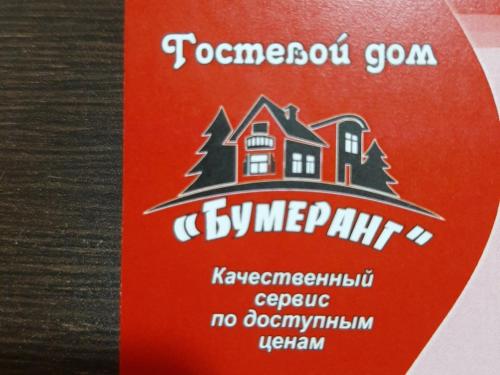 Гостевой дом
«БУМЕРАНГ»
Качественный
сервис
по доступным
ценам